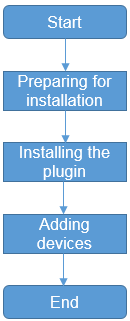 Start
Preparing for
installation
Installing the
plugin
Adding
devices
End